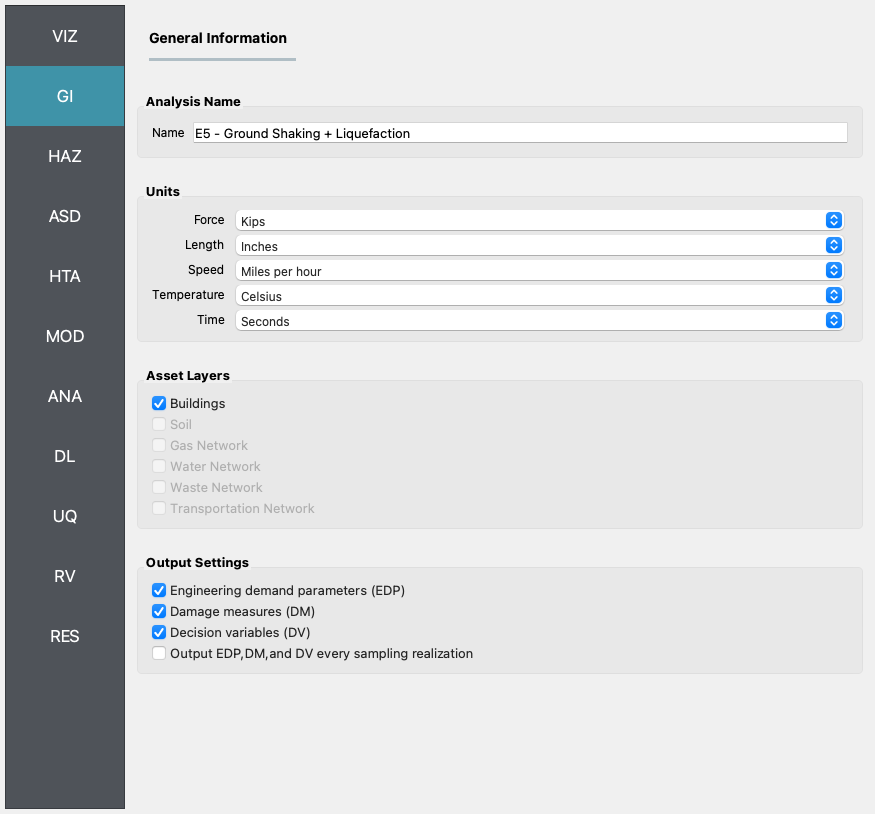 VIZ
GI
HAZ
ASD
HTA
MOD
ANA
DL
UQ
RV
RES
General Information
Analysis Name
Name E5 - Ground Shaking + Liquefaction
Units
Force Kips
Length Inches
Speed Miles per hour
Temperature Celsius
Time Seconds
Asset Layers
Buildings
Soil
Gas Network
Water Network
Waste Network
Transportation Network
Output Settings
Engineering demand parameters (EDP)
Damage measures (DM)
Decision variables (DV)
Output EDP,DM,and DV every sampling realization